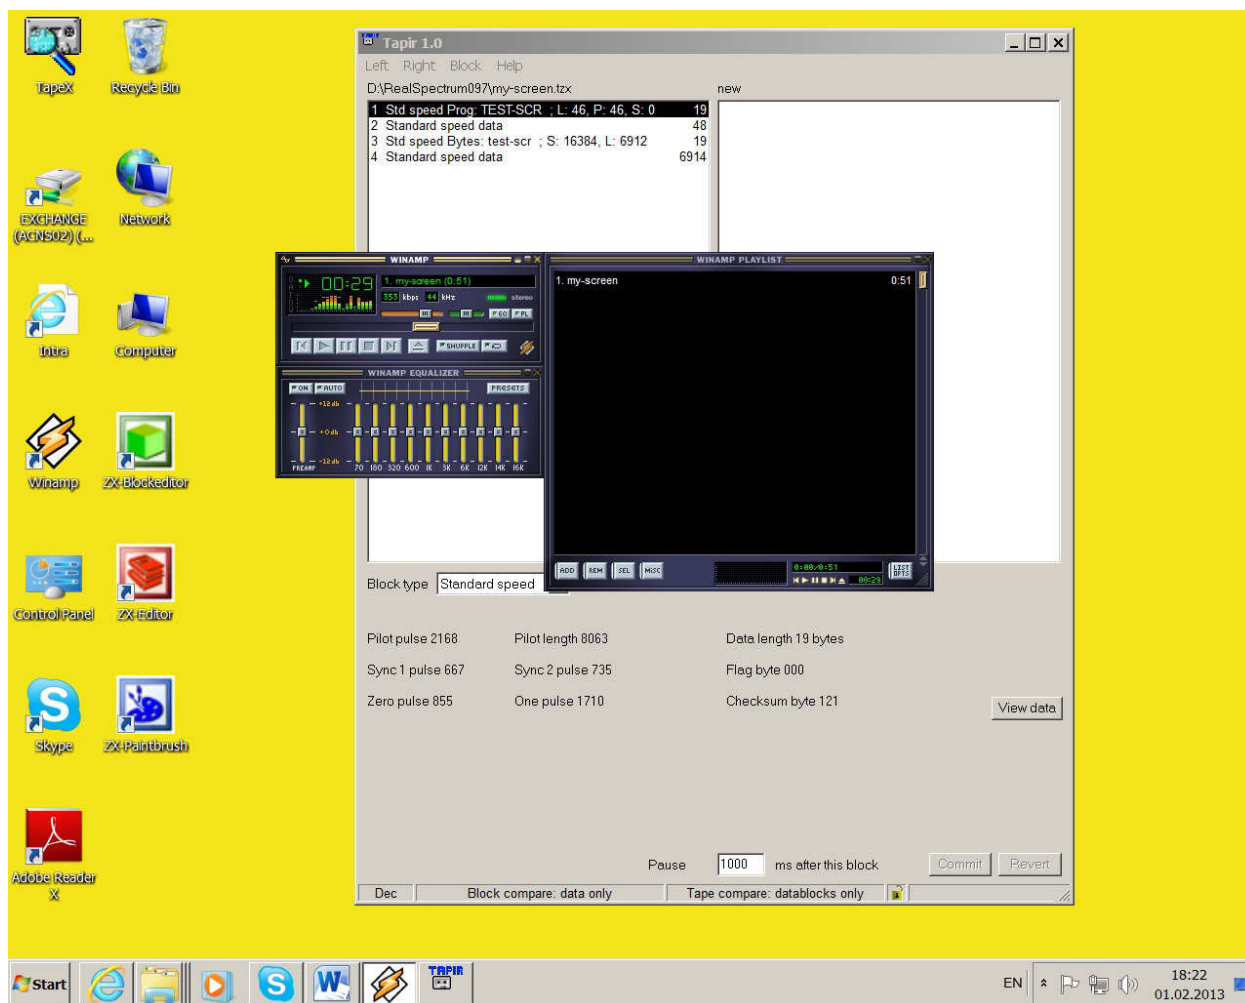 TapeX
Recycle Bin
EXCHANGE
(ACNS02) (...
Network
Intra
Computer
Winamp
ZX-Blockeditor
Control Panel
ZX-Editor
Skype
ZX-Paintbrush
Adobe Reader
X
Tapir 1.0
Left Right Block Help
D:\RealSpectrum097\my-screen.tzx
new
1 Std speed Prog: TEST-SCR ; L: 46, P: 46, S: 0 19
2 Standard speed data 48
3 Std speed Bytes: test-scr ; S: 16384, L: 6912 19
4 Standard speed data 6914
WINAMP
00:29
1. my-screen (0:51)
353 kbps 44 kHz stereo
EQ PL
SHUFFLE
WINAMP EQUALIZER
ON AUTO PRESETS
+12 db
+0 db
-12 db
PREAMP 70 180 320 600 1K 3K 6K 12K 14K 16K
WINAMP PLAYLIST
1. my-screen 0:51
ADD REM SEL MISC
0:00/0:51
00:29
LIST
OPTS
Block type Standard speed
Pilot pulse 2168 Pilot length 8063 Data length 19 bytes
Sync 1 pulse 667 Sync 2 pulse 735 Flag byte 000
Zero pulse 855 One pulse 1710 Checksum byte 121
View data
Pause 1000 ms after this block Commit Revert
Dec Block compare: data only Tape compare: datablocks only
Start
TAPIR
EN
18:22
01.02.2013